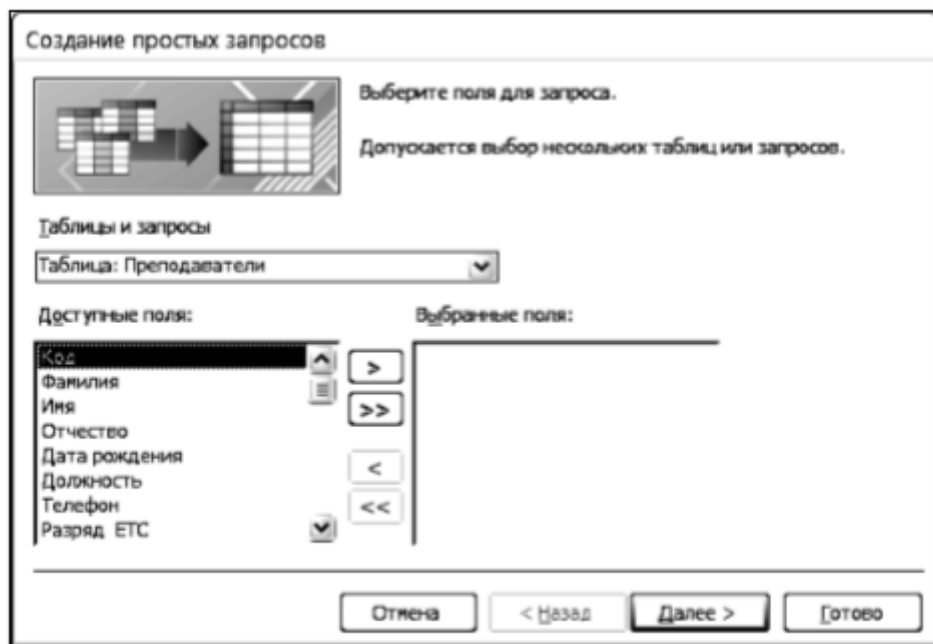 Создание простых запросов
Выберите поля для запроса.
Допускается выбор нескольких таблиц или запросов.
Таблицы и запросы
Таблица: Преподаватели
Доступные поля:
Выбранные поля:
Код
Фамилия
Имя
Отчество
Дата рождения
Должность
Телефон
Разряд ЕТС
>
>>
<
<<
Отмена
< Назад
Далее >
Готово